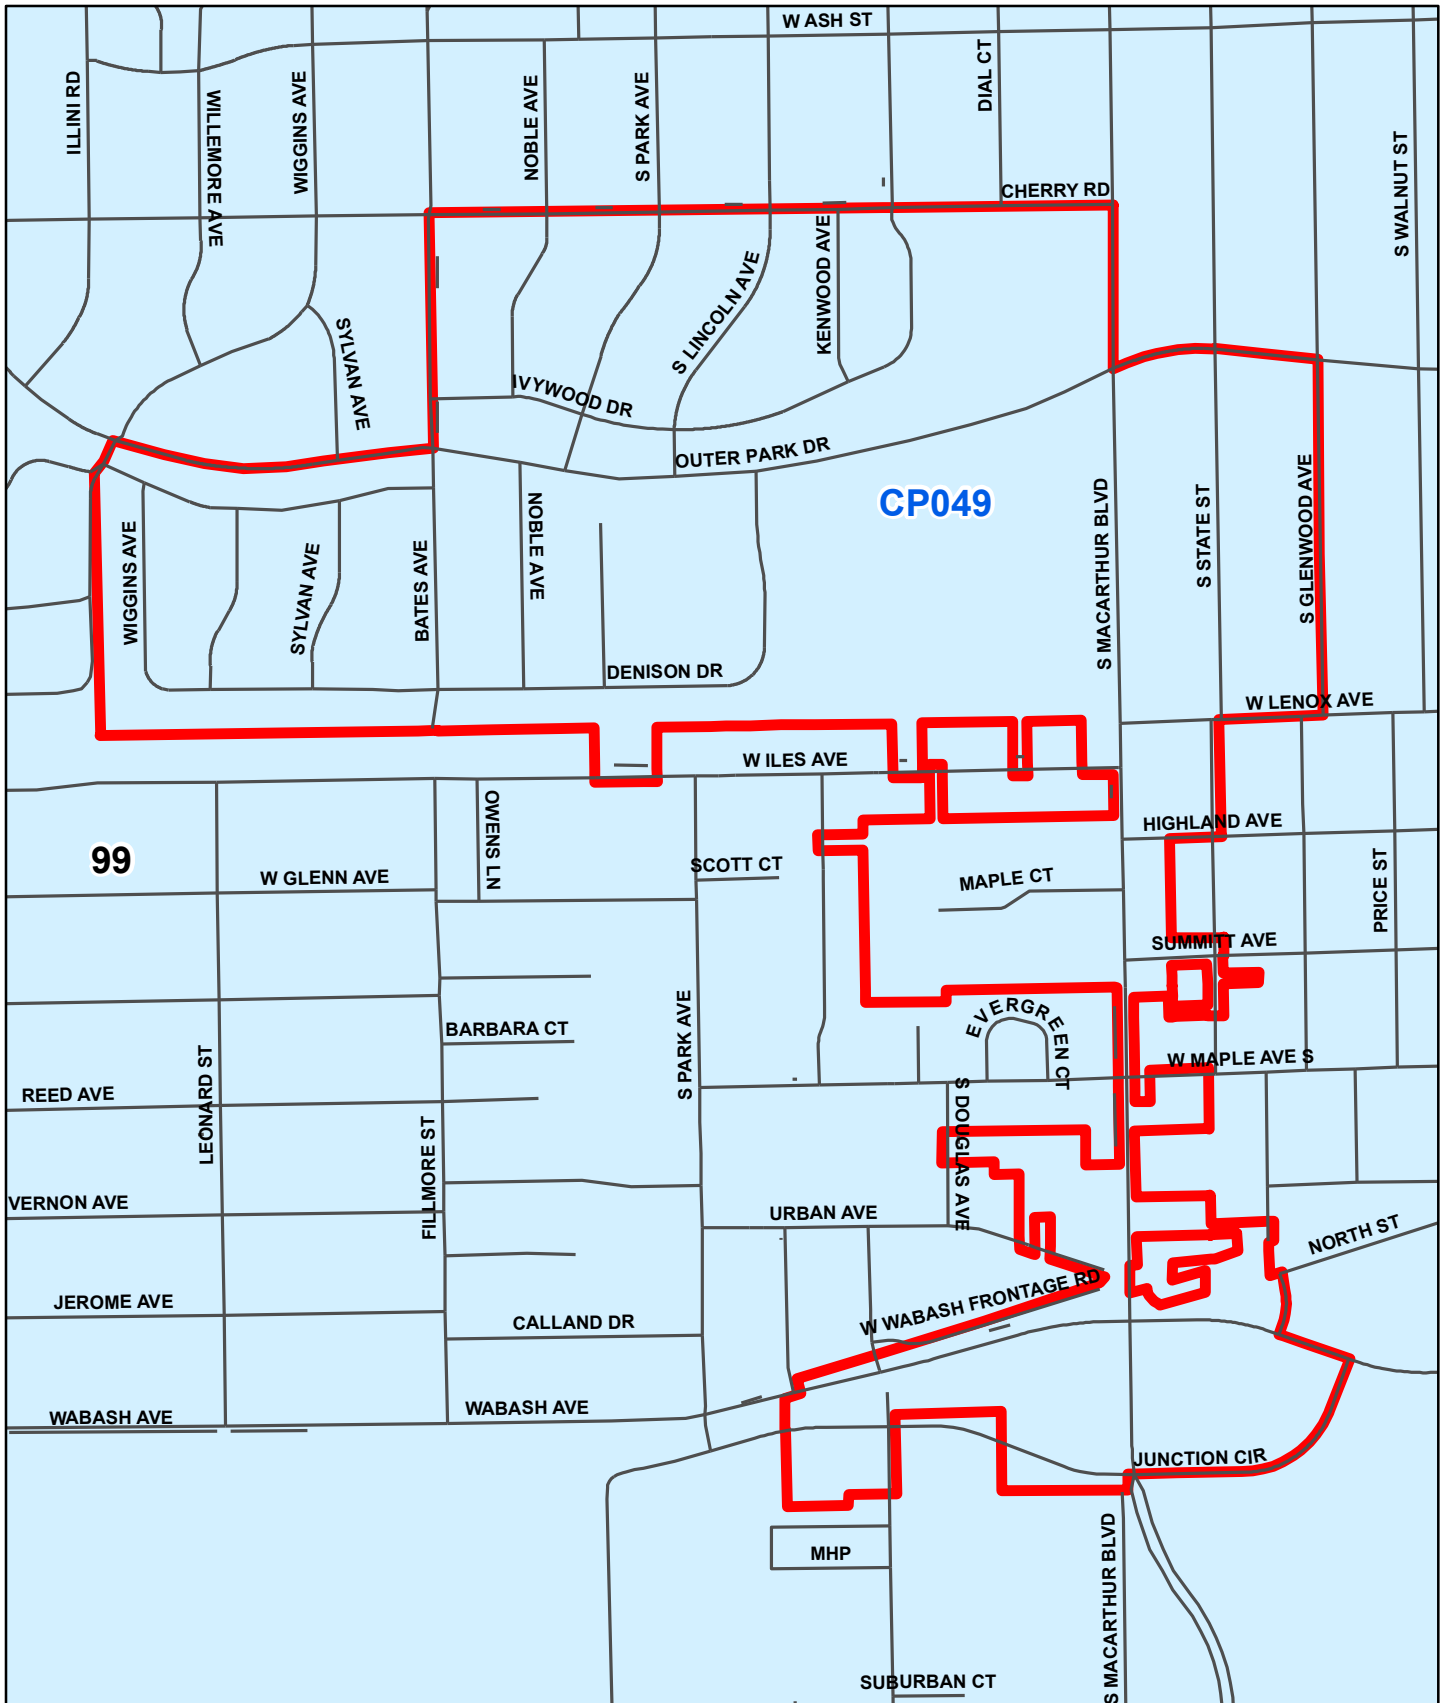 W ASH ST
ILLINI RD
WILLEMORE AVE
WIGGINS AVE
NOBLE AVE
S PARK AVE
DIAL CT
S WALNUT ST
CHERRY RD
SYLVAN AVE
S LINCOLN AVE
KENWOOD AVE
IVYWOOD DR
OUTER PARK DR
CP049
WIGGINS AVE
SYLVAN AVE
BATES AVE
NOBLE AVE
S MACARTHUR BLVD
S STATE ST
S GLENWOOD AVE
DENISON DR
W LENOX AVE
W ILES AVE
OWENS LN
HIGHLAND AVE
99
W GLENN AVE
SCOTT CT
MAPLE CT
PRICE ST
SUMMITT AVE
BARBARA CT
S PARK AVE
EVERGREEN CT
W MAPLE AVE S
LEONARD ST
REED AVE
FILLMORE ST
S DOUGLAS AVE
VERNON AVE
URBAN AVE
NORTH ST
JEROME AVE
CALLAND DR
W WABASH FRONTAGE RD
WABASH AVE
WABASH AVE
JUNCTION CIR
MHP
S MACARTHUR BLVD
SUBURBAN CT